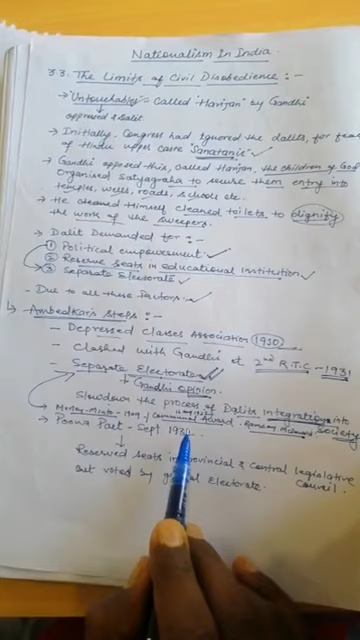 Nationalism In India.
3.3. The Limits of Civil Disobedience :-
→ 'Untouchables' - Called 'Harijan' by Gandhi
oppressed & Dalit
→ Initially, Congress had ignored the dalits, for fear
of Hindu upper caste 'Sanatanis' ✓
→ Gandhi opposed this, called Harijan, the children of God
Organised Satyagraha to secure them entry into
temples, wells, roads, schools etc.
→ He cleaned Himself cleaned toilets, to dignify
the work of the sweepers.
→ Dalit Demanded for :-
① Political empowerment. ✓
② Reserve seats in educational Institution ✓
③ Separate Electorate ✓
- Due to all these factors. ✓
↳ Ambedkar's steps :-
- Depressed Classes Association (1930)
- Clashed with Gandhi at 2nd R.T.C - 1931
- Separate Electorates ✓
↓ Gandhi opinion.
Slowdown the process of Dalits Integration into
society
→ Morley-Minto - 1909 / Communal Award.
→ Poona Pact - Sept 1932.
↓
Reserved seats in Provincial & Central legislative
Council.
but voted by general Electorate.